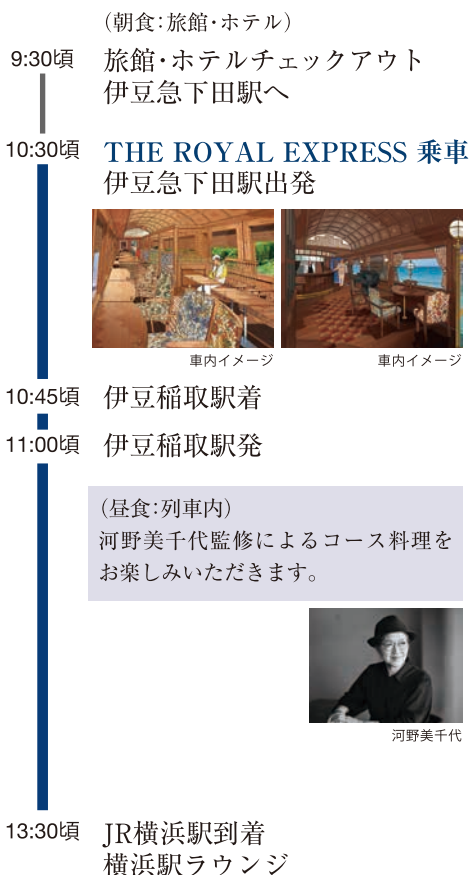 （朝食：旅館・ホテル）
9:30頃 旅館・ホテルチェックアウト
伊豆急下田駅へ
10:30頃 THE ROYAL EXPRESS 乗車
伊豆急下田駅出発
車内イメージ 車内イメージ
10:45頃 伊豆稲取駅着
11:00頃 伊豆稲取駅発
（昼食：列車内）
河野美千代監修によるコース料理を
お楽しみいただきます。
河野美千代
13:30頃 JR横浜駅到着
横浜駅ラウンジ